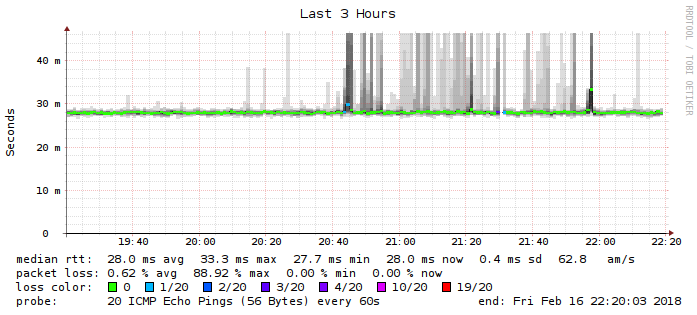 Last 3 Hours
RRDTOOL / TOBI OETIKER
Seconds
40 m
30 m
20 m
10 m
0
19:40 20:00 20:20 20:40 21:00 21:20 21:40 22:00 22:20
median rtt: 28.0 ms avg 33.3 ms max 27.7 ms min 28.0 ms now 0.4 ms sd 62.8 am/s
packet loss: 0.62 % avg 88.92 % max 0.00 % min 0.00 % now
loss color: 0 1/20 2/20 3/20 4/20 10/20 19/20
probe: 20 ICMP Echo Pings (56 Bytes) every 60s end: Fri Feb 16 22:20:03 2018